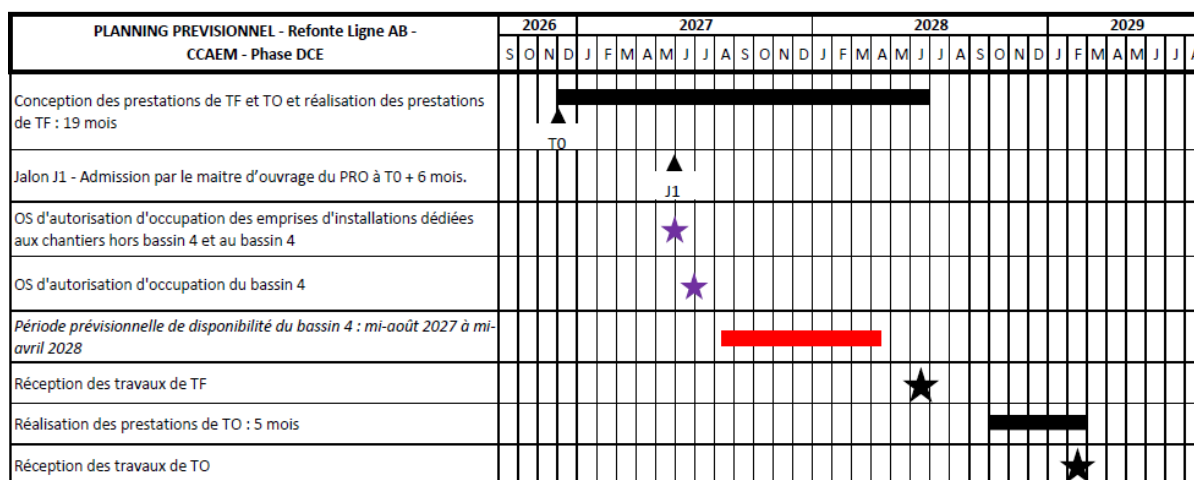 PLANNING PREVISIONNEL - Refonte Ligne AB -
CCAEM - Phase DCE
2026 2027 2028 2029
S O N D J F M A M J J A S O N D J F M A M J J A S O N D J F M A M J J A
Conception des prestations de TF et TO et réalisation des prestations
de TF : 19 mois
T0
Jalon J1 - Admission par le maitre d'ouvrage du PRO à T0 + 6 mois.
J1
OS d'autorisation d'occupation des emprises d'installations dédiées
aux chantiers hors bassin 4 et au bassin 4
OS d'autorisation d'occupation du bassin 4
Période prévisionnelle de disponibilité du bassin 4 : mi-août 2027 à mi-
avril 2028
Réception des travaux de TF
Réalisation des prestations de TO : 5 mois
Réception des travaux de TO